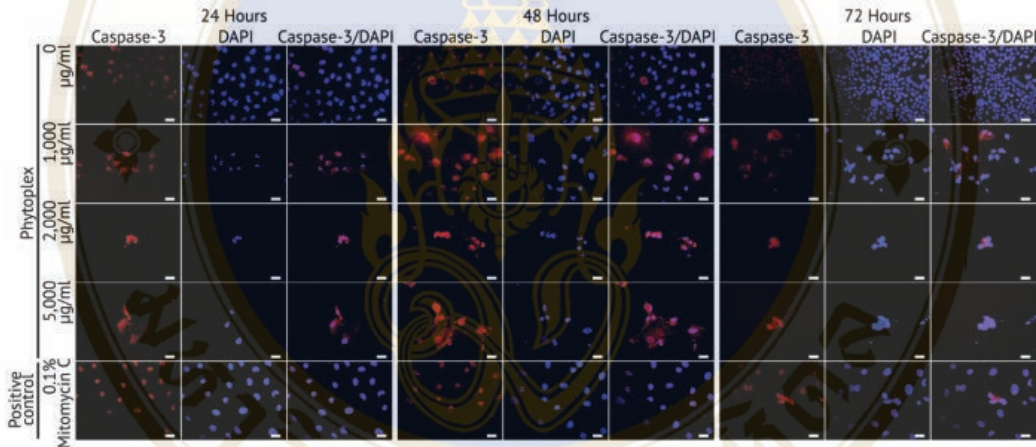 24 Hours 48 Hours 72 Hours
Caspase-3 DAPI Caspase-3/DAPI Caspase-3 DAPI Caspase-3/DAPI Caspase-3 DAPI Caspase-3/DAPI
Phytoplex
0 µg/ml
1,000 µg/ml
2,000 µg/ml
5,000 µg/ml
Positive control
0.1% Mitomycin C